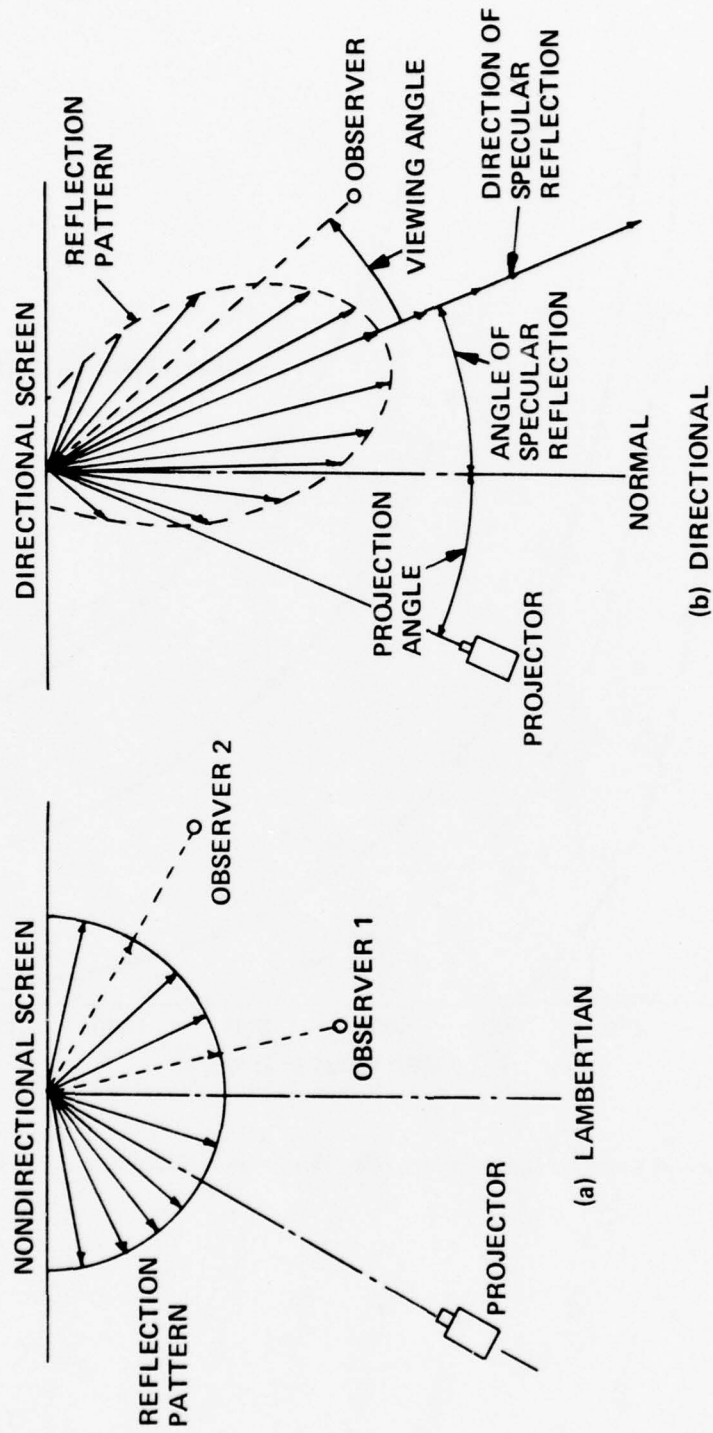 NONDIRECTIONAL SCREEN
REFLECTION
PATTERN
OBSERVER 2
OBSERVER 1
PROJECTOR
(a) LAMBERTIAN
DIRECTIONAL SCREEN
REFLECTION
PATTERN
OBSERVER
VIEWING ANGLE
DIRECTION OF
SPECULAR
REFLECTION
ANGLE OF
SPECULAR
REFLECTION
PROJECTION
ANGLE
PROJECTOR
NORMAL
(b) DIRECTIONAL